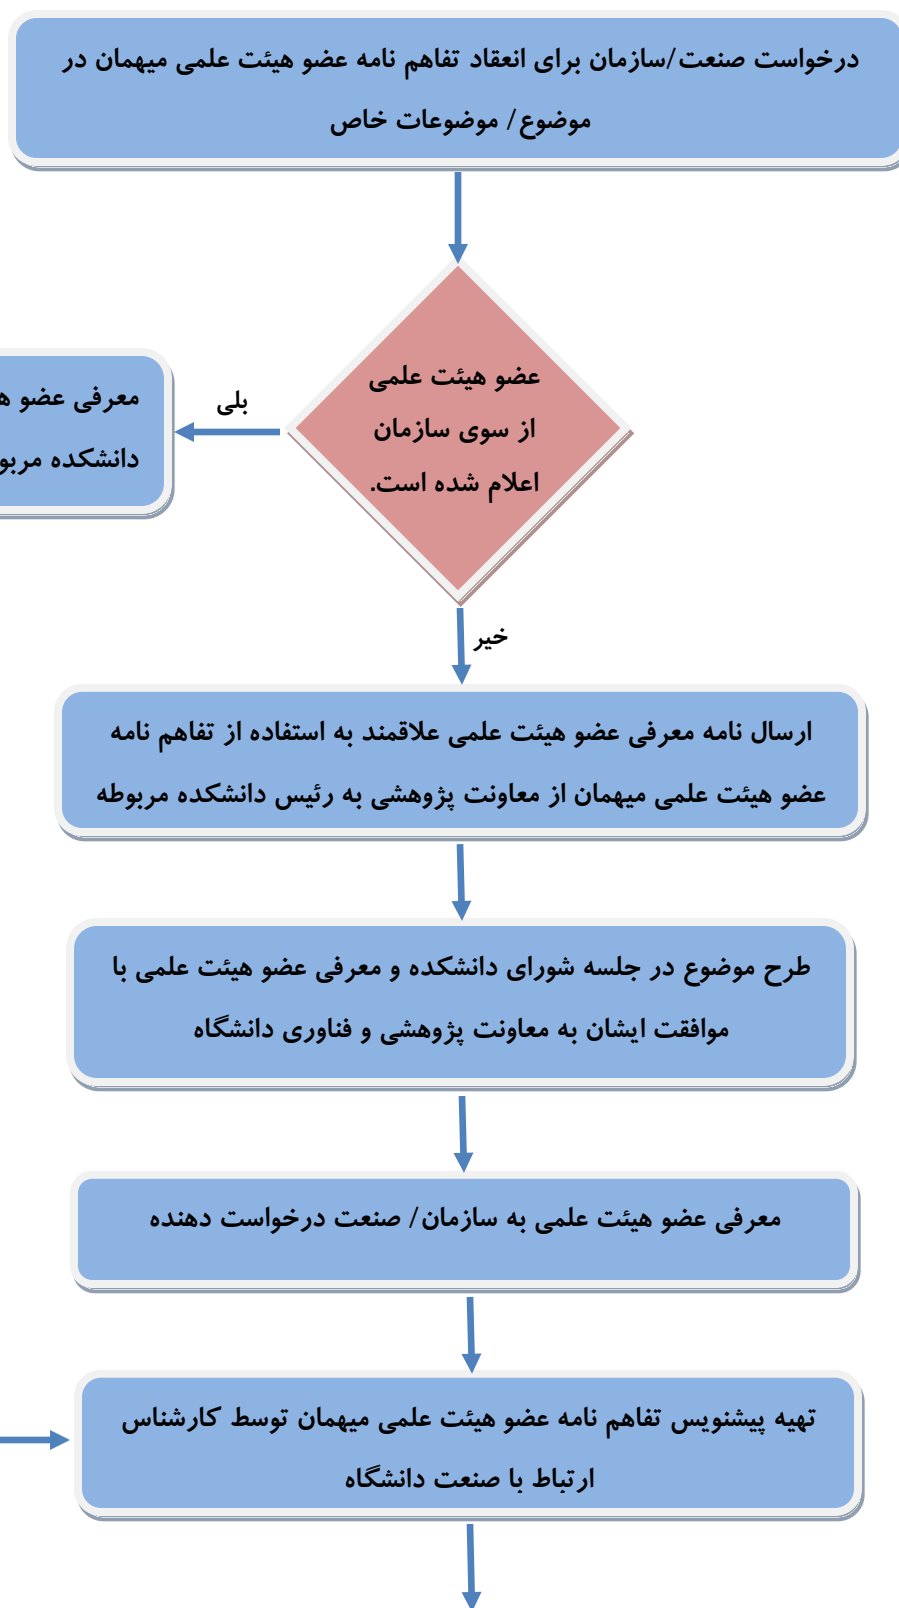 درخواست صنعت/سازمان برای انعقاد تفاهم نامه عضو هیئت علمی میهمان در
موضوع/ موضوعات خاص
عضو هیئت علمی
از سوی سازمان
اعلام شده است.
بلی
معرفی عضو
دانشکده
خیر
ارسال نامه معرفی عضو هیئت علمی علاقمند به استفاده از تفاهم نامه
عضو هیئت علمی میهمان از معاونت پژوهشی به رئیس دانشکده مربوطه
طرح موضوع در جلسه شورای دانشکده و معرفی عضو هیئت علمی با
موافقت ایشان به معاونت پژوهشی و فناوری دانشگاه
معرفی عضو هیئت علمی به سازمان/ صنعت درخواست دهنده
تهیه پیشنویس تفاهم نامه عضو هیئت علمی میهمان توسط کارشناس
ارتباط با صنعت دانشگاه